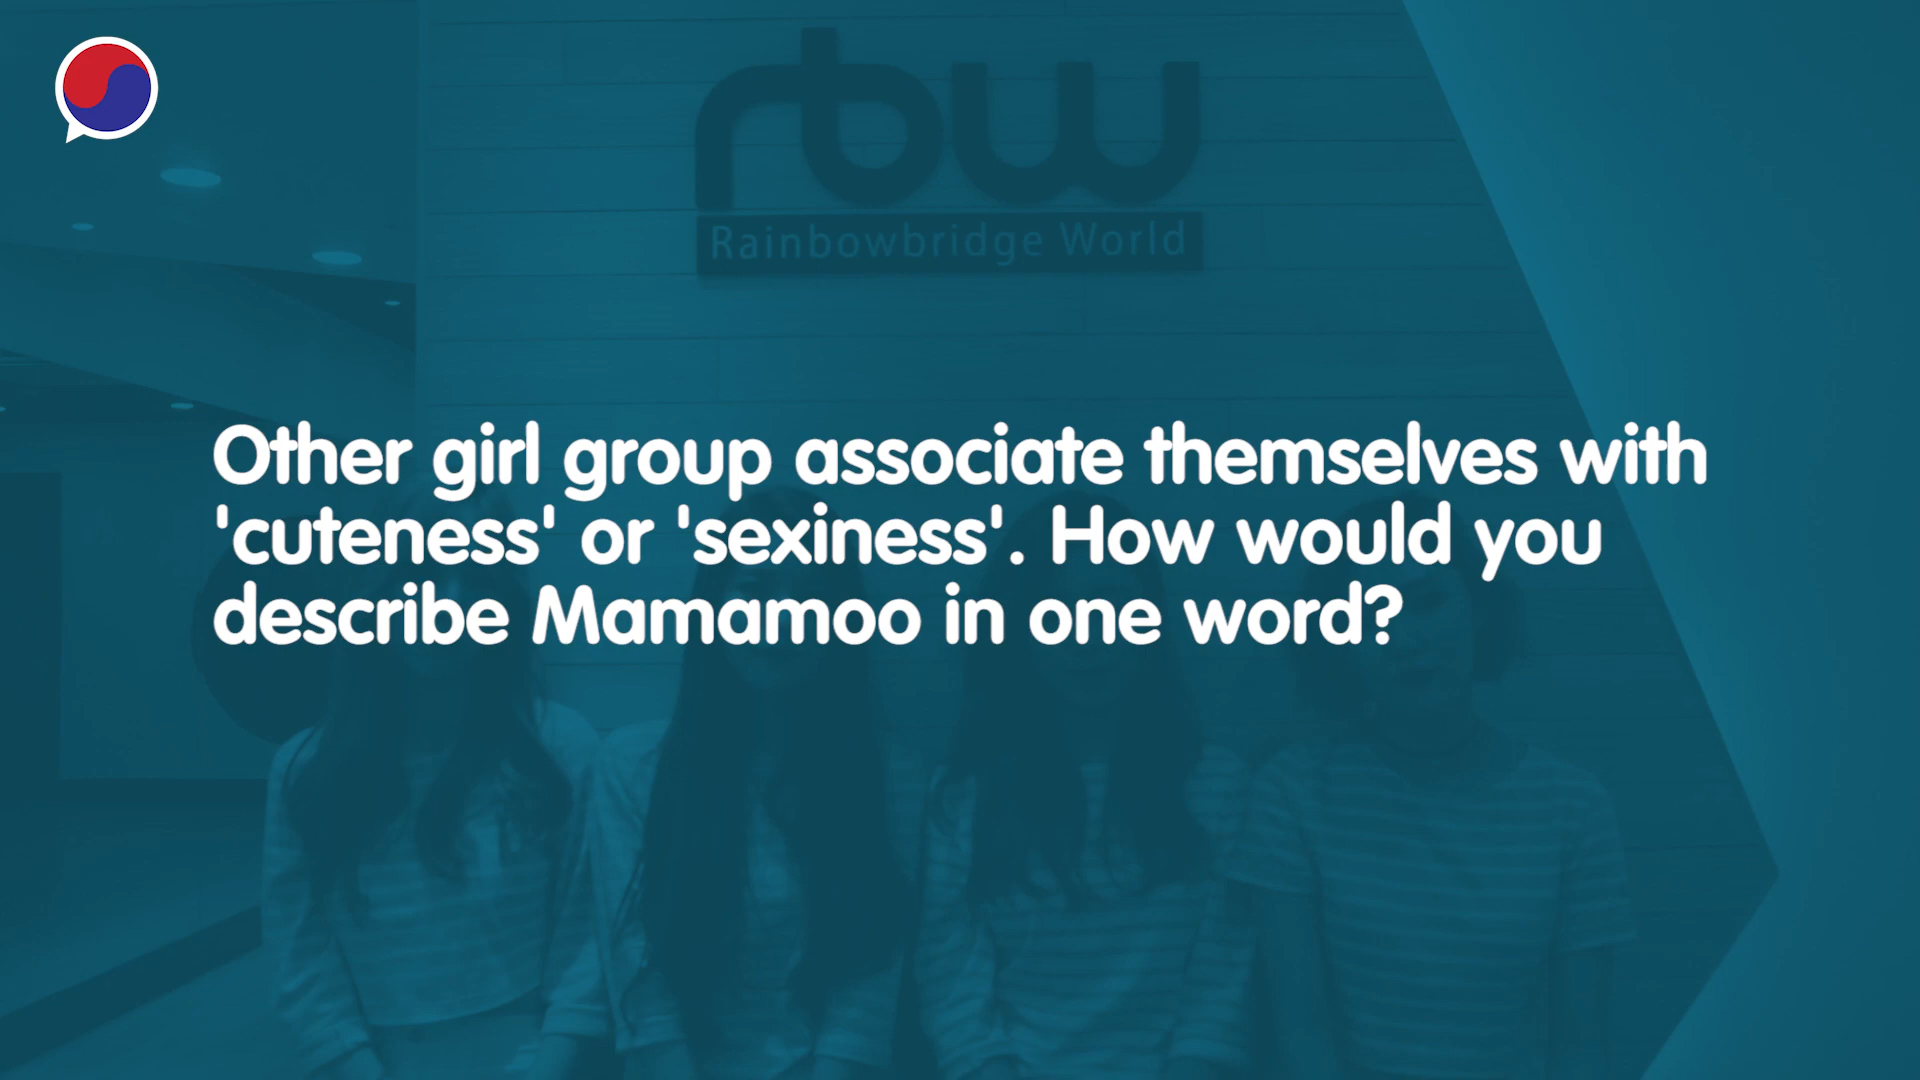 rbw
Rainbowbridge World
Other girl group associate themselves with
'cuteness' or 'sexiness'. How would you
describe Mamamoo in one word?